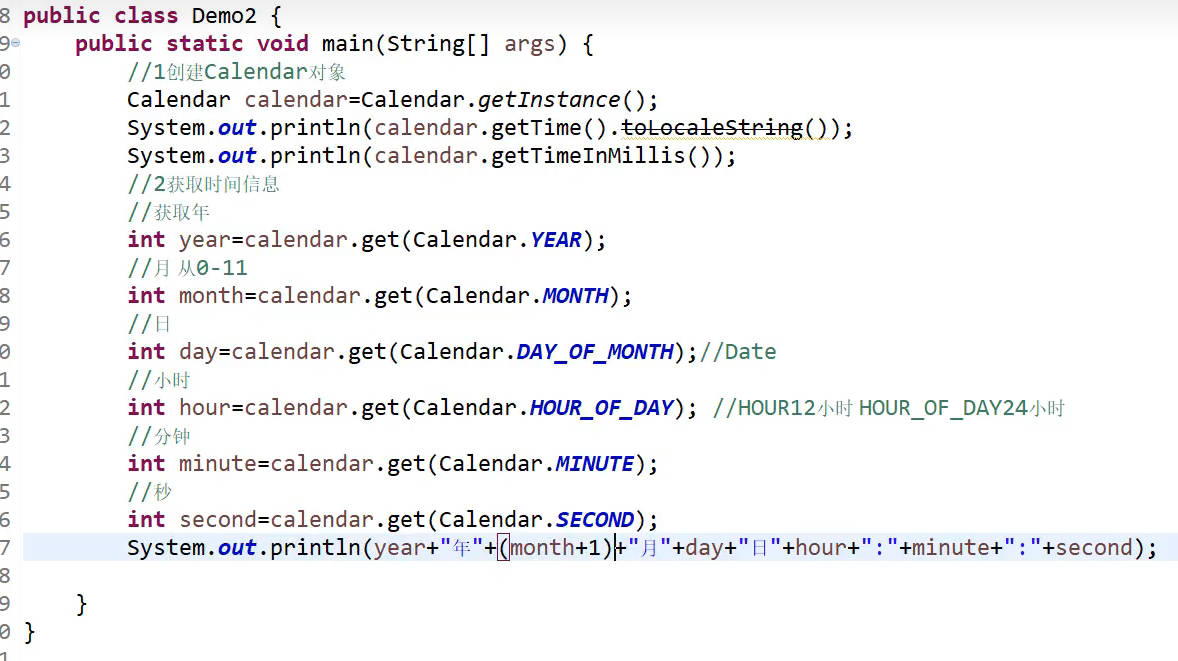 8 public class Demo2 {
9 public static void main(String[] args) {
0 //1创建Calendar对象
1 Calendar calendar=Calendar.getInstance();
2 System.out.println(calendar.getTime().toLocaleString());
3 System.out.println(calendar.getTimeInMillis());
4 //2获取时间信息
5 //获取年
6 int year=calendar.get(Calendar.YEAR);
7 //月 从0-11
8 int month=calendar.get(Calendar.MONTH);
9 //日
0 int day=calendar.get(Calendar.DAY_OF_MONTH);//Date
1 //小时
2 int hour=calendar.get(Calendar.HOUR_OF_DAY); //HOUR12小时 HOUR_OF_DAY24小时
3 //分钟
4 int minute=calendar.get(Calendar.MINUTE);
5 //秒
6 int second=calendar.get(Calendar.SECOND);
7 System.out.println(year+"年"+(month+1)+"月"+day+"日"+hour+":"+minute+":"+second);
8
9 }
0 }